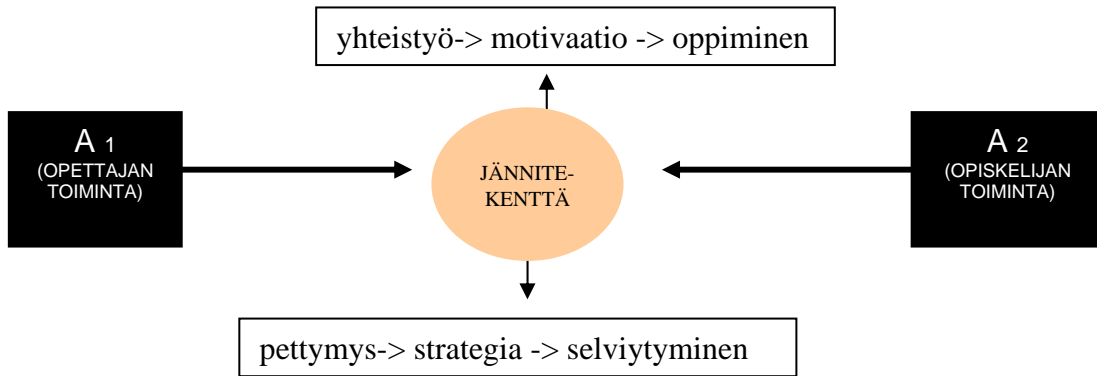 yhteistyö-> motivaatio -> oppiminen
A 1
(OPETTAJAN
TOIMINTA)
JÄNNITE-
KENTTÄ
A 2
(OPISKELIJAN
TOIMINTA)
pettymys-> strategia -> selviytyminen